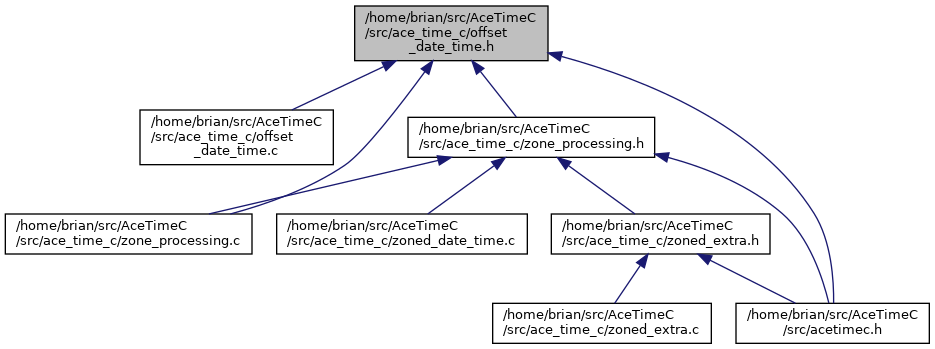 /home/brian/src/AceTimeC
/src/ace_time_c/offset
_date_time.h
/home/brian/src/AceTimeC
/src/ace_time_c/offset
_date_time.c
/home/brian/src/AceTimeC
/src/ace_time_c/zone_processing.h
/home/brian/src/AceTimeC
/src/ace_time_c/zone_processing.c
/home/brian/src/AceTimeC
/src/ace_time_c/zoned_date_time.c
/home/brian/src/AceTimeC
/src/ace_time_c/zoned_extra.h
/home/brian/src/AceTimeC
/src/ace_time_c/zoned_extra.c
/home/brian/src/AceTimeC
/src/acetimec.h